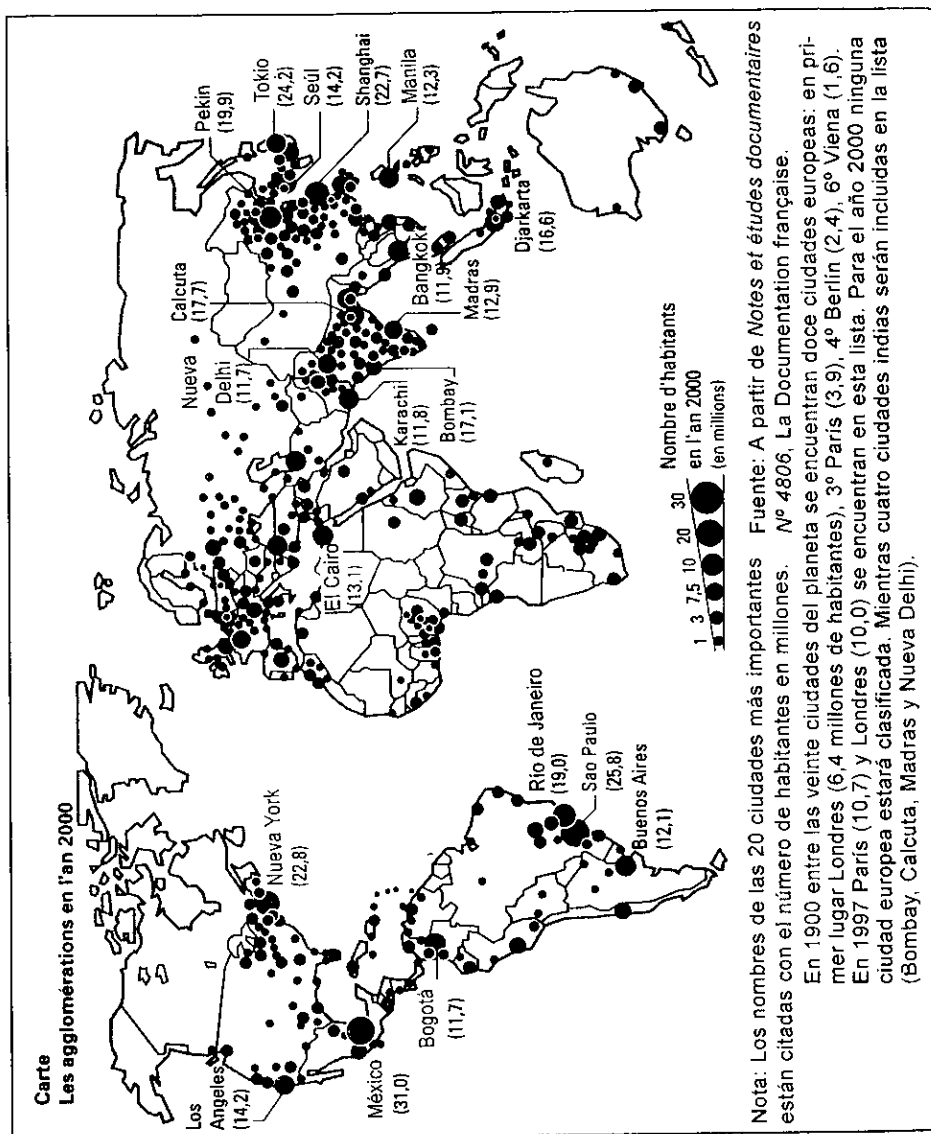 Carte
Les agglomérations en l'an 2000
Los
Angeles
(14,2)
México
(31,0)
Nueva York
(22,8)
Bogotá
(11,7)
Río de Janeiro
(19,0)
Sao Paulo
(25,8)
Buenos Aires
(12,1)
El Cairo
(13,1)
Nueva
Delhi
(11,7)
Calcuta
(17,7)
Karachi
(11,8)
Bombay
(17,1)
Madras
(12,9)
Bangkok
(11,9)
Djarkarta
(16,6)
Pekin
(19,9)
Tokio
(24,2)
Seúl
(14,2)
Shanghai
(22,7)
Manila
(12,3)
1 3 7,5 10 20 30
Nombre d'habitants
en l'an 2000
(en millions)
Nota: Los nombres de las 20 ciudades más importantes
están citadas con el número de habitantes en millones.
Fuente: A partir de Notes et études documentaires
Nº 4806, La Documentation française.
En 1900 entre las veinte ciudades del planeta se encuentran doce ciudades europeas: en pri-
mer lugar Londres (6,4 millones de habitantes), 3º París (3,9), 4º Berlín (2,4), 6º Viena (1,6).
En 1997 París (10,7) y Londres (10,0) se encuentran en esta lista. Para el año 2000 ninguna
ciudad europea estará clasificada. Mientras cuatro ciudades indias serán incluidas en la lista
(Bombay, Calcuta, Madras y Nueva Delhi).